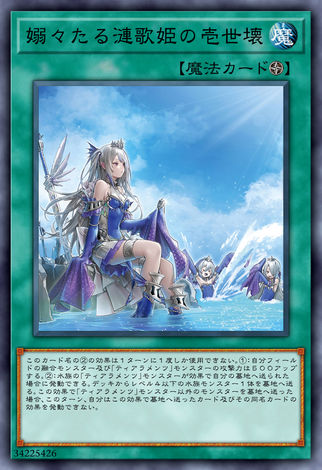 嫋々たる漣歌姫の壱世壊
魔
【魔法カード】
このカード名の②の効果は１ターンに１度しか使用できない。①：自分フィール
ドの融合モンスター及び「ティアラメンツ」モンスターの攻撃力は５００アップ
する。②：水族の「ティアラメンツ」モンスターが効果で自分の墓地へ送られた
場合に発動できる。デッキからレベル４以下の水族モンスター１体を墓地へ送
る。この効果で「ティアラメンツ」モンスター以外のモンスターを墓地へ送った
場合、このターン、自分はこの効果で墓地へ送ったカード及びその同名カードの
効果を発動できない。
34225426